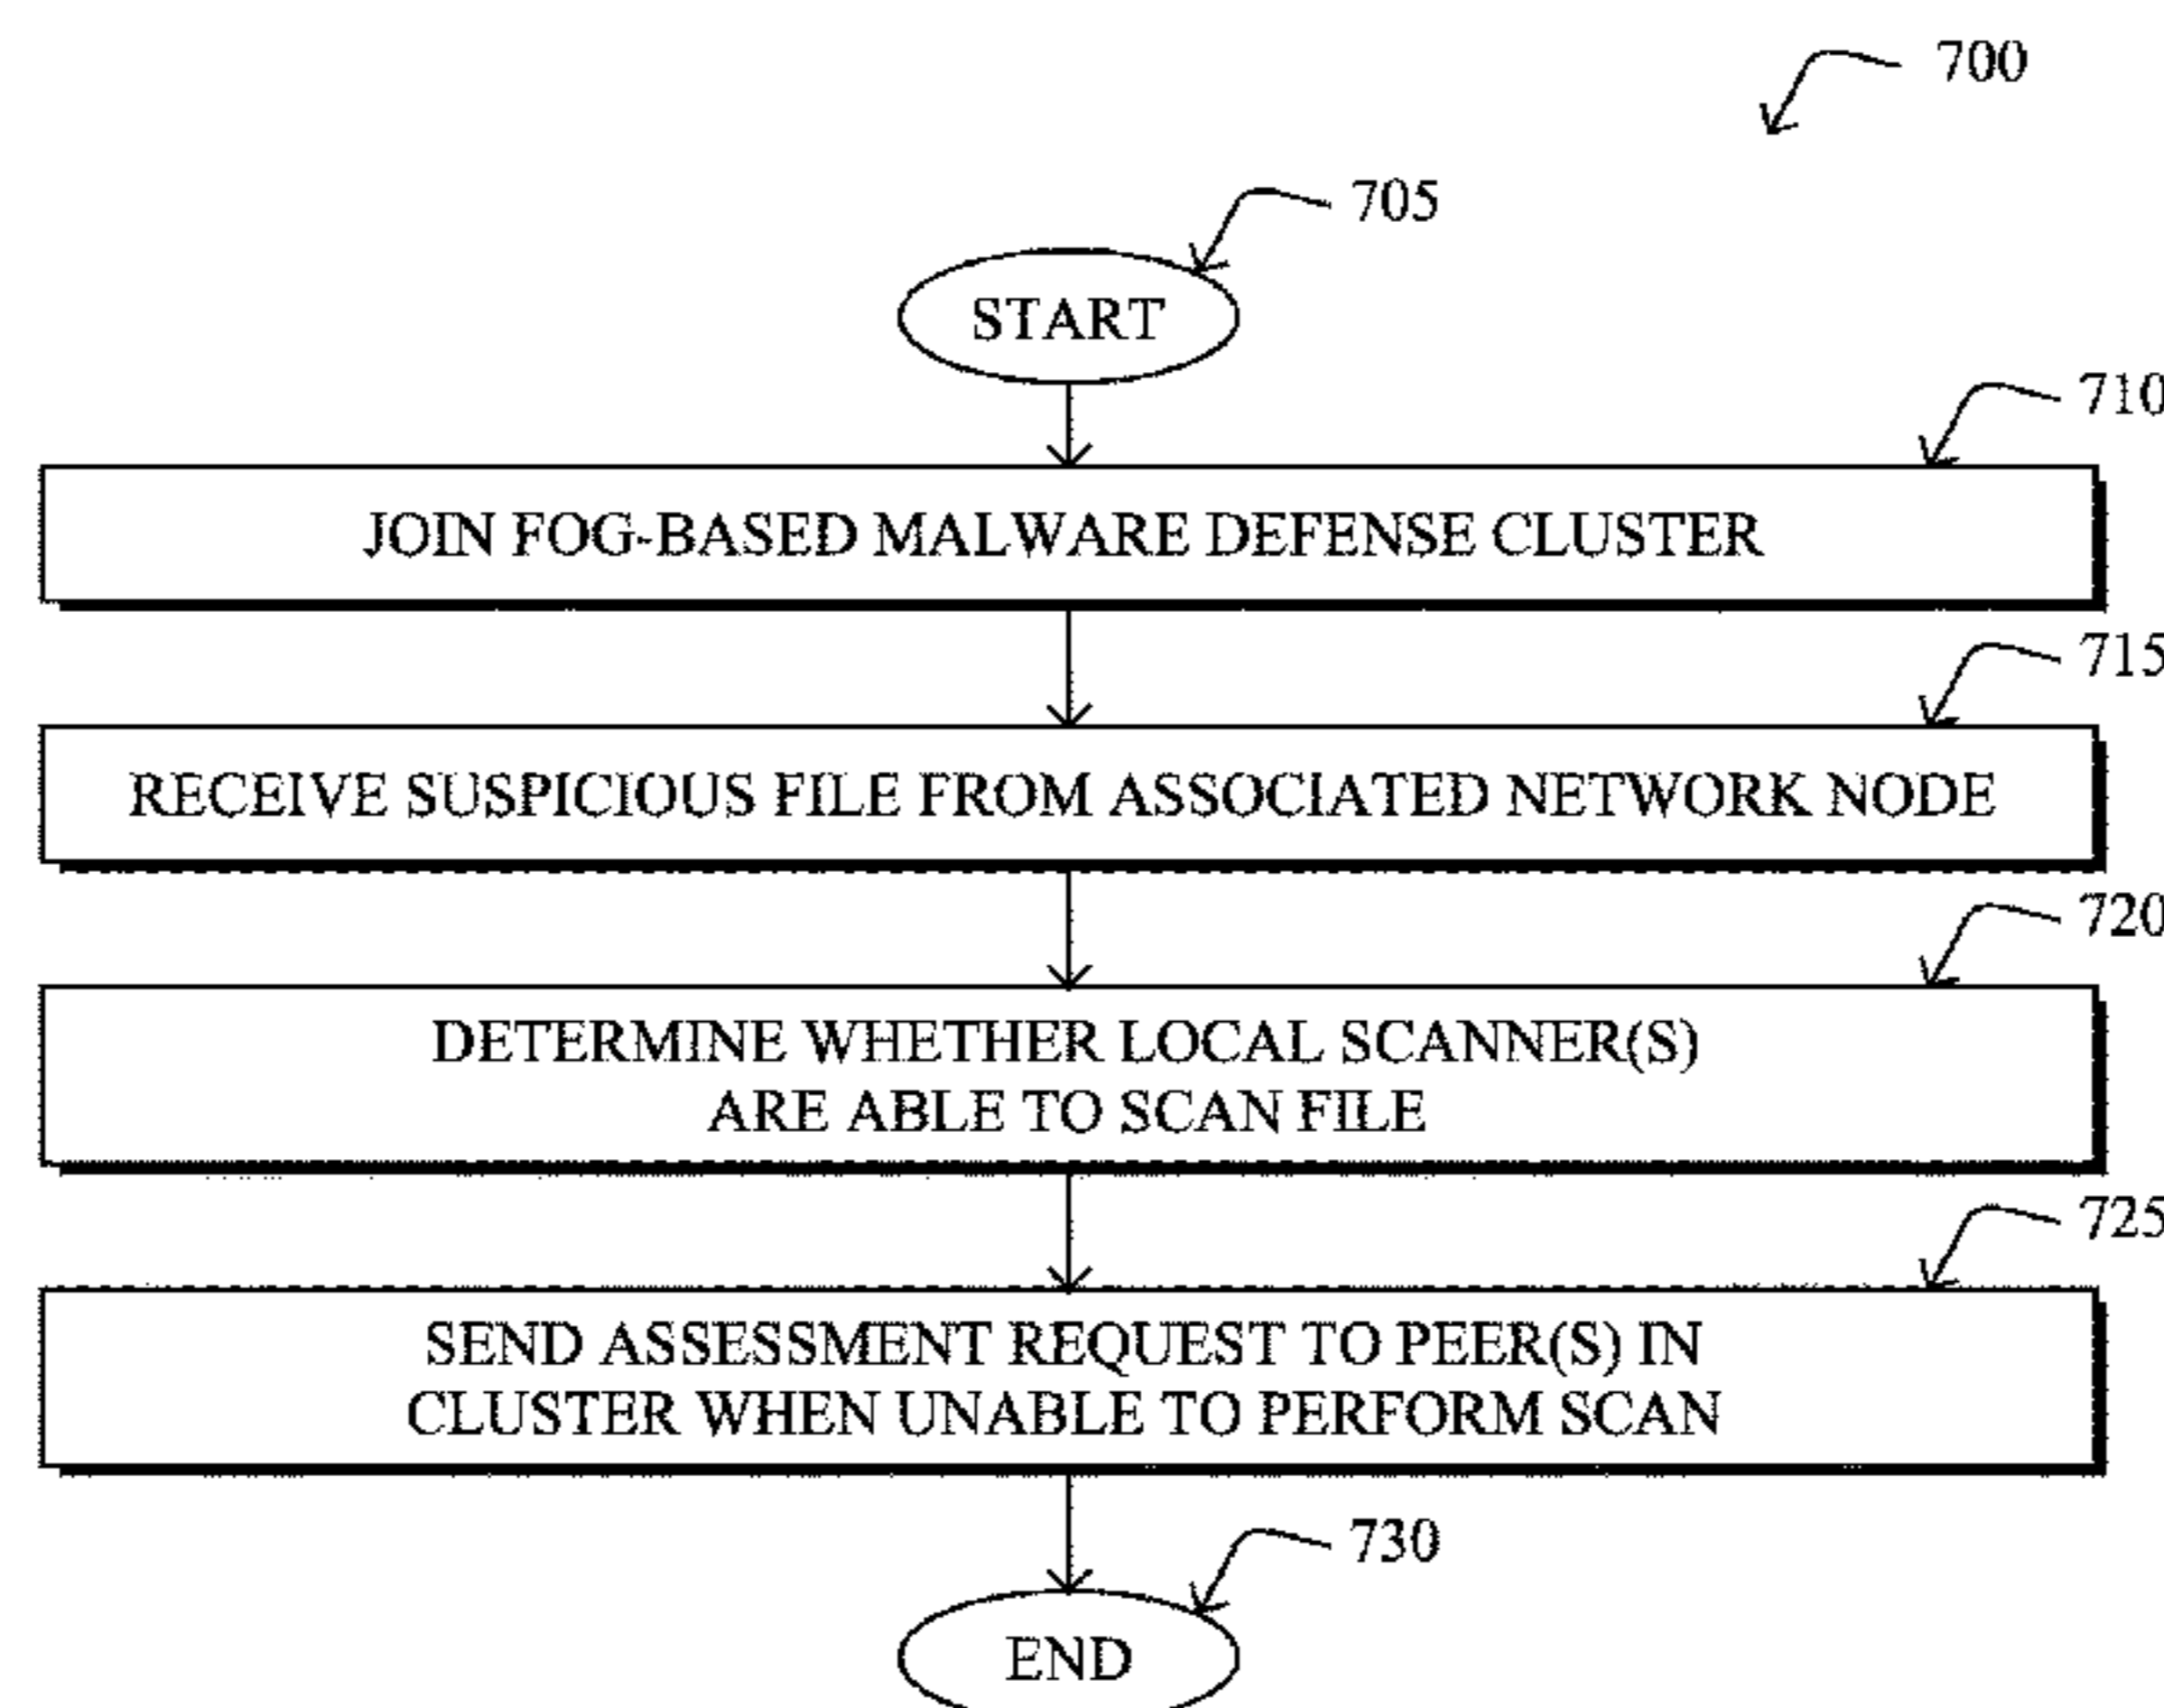 700
705
START
710
JOIN FOG-BASED MALWARE DEFENSE CLUSTER
715
RECEIVE SUSPICIOUS FILE FROM ASSOCIATED NETWORK NODE
720
DETERMINE WHETHER LOCAL SCANNER(S)
ARE ABLE TO SCAN FILE
725
SEND ASSESSMENT REQUEST TO PEER(S) IN
CLUSTER WHEN UNABLE TO PERFORM SCAN
730
END